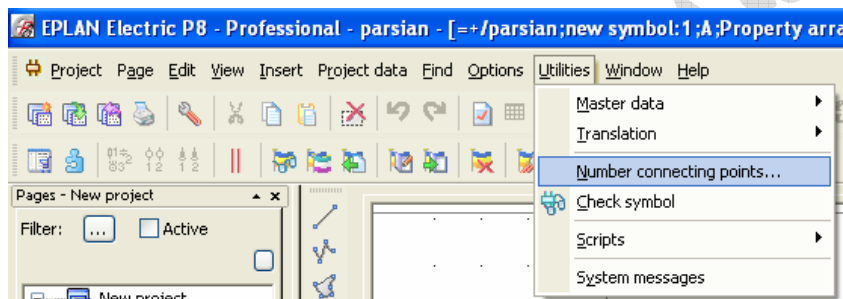 EPLAN Electric P8 - Professional - parsian - [=+/parsian;new symbol:1;A;Property arra
Project Page Edit View Insert Project data Find Options Utilities Window Help
Master data
Translation
Number connecting points...
Check symbol
Scripts
System messages
Pages - New project
Filter: ... Active
New project